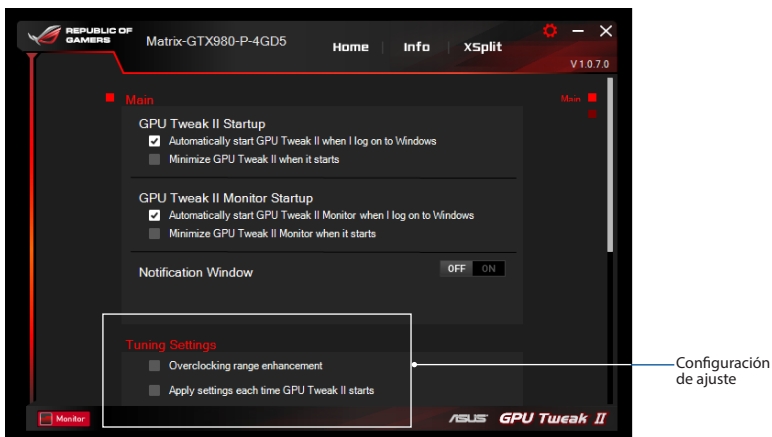 REPUBLIC OF
GAMERS
Matrix-GTX980-P-4GD5
Home
Info
XSplit
V 1.0.7.0
Main
Main
GPU Tweak II Startup
Automatically start GPU Tweak II when I log on to Windows
Minimize GPU Tweak II when it starts
GPU Tweak II Monitor Startup
Automatically start GPU Tweak II Monitor when I log on to Windows
Minimize GPU Tweak II Monitor when it starts
Notification Window
OFF ON
Tuning Settings
Overclocking range enhancement
Apply settings each time GPU Tweak II starts
Configuración
de ajuste
Monitor
ASUS GPU Tweak II